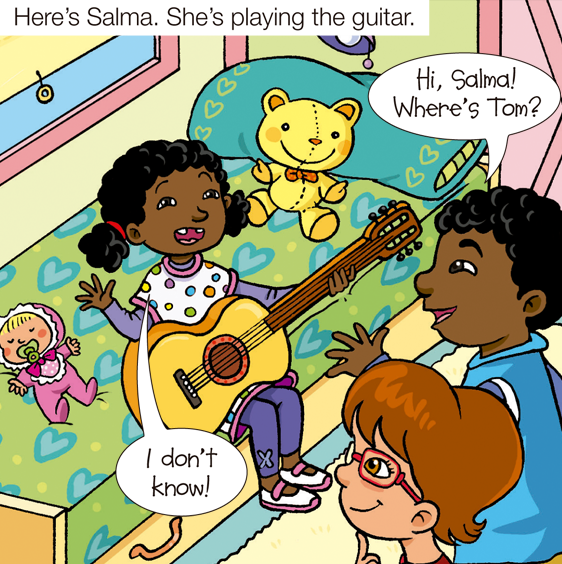 Here's Salma. She's playing the guitar.
Hi, Salma!
Where's Tom?
I don't
know!